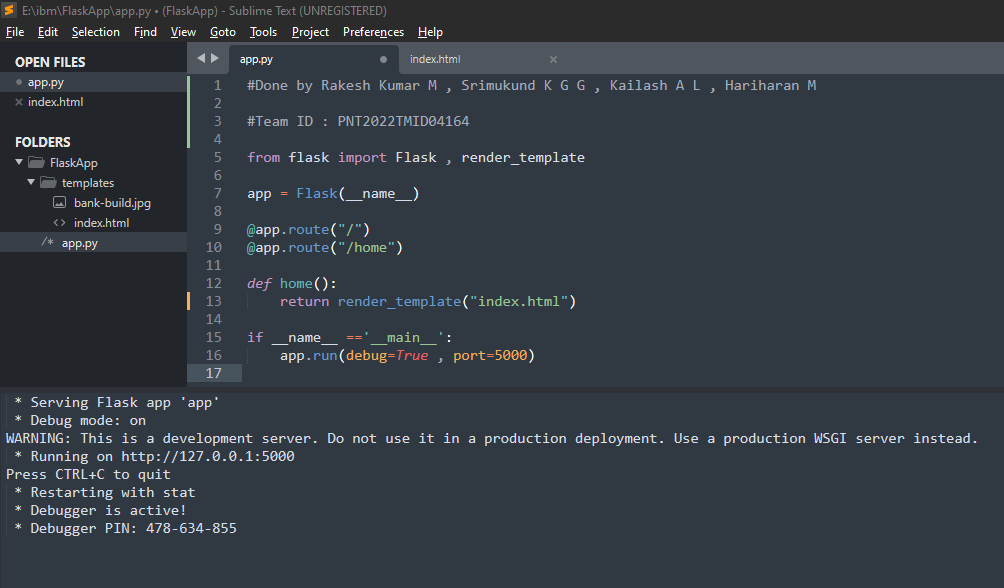 E:\ibm\FlaskApp\app.py • (FlaskApp) - Sublime Text (UNREGISTERED)
File Edit Selection Find View Goto Tools Project Preferences Help
OPEN FILES
app.py
index.html
FOLDERS
FlaskApp
templates
bank-build.jpg
index.html
app.py
app.py index.html
1 #Done by Rakesh Kumar M , Srimukund K G G , Kailash A L , Hariharan M
2
3 #Team ID : PNT2022TMID04164
4
5 from flask import Flask , render_template
6
7 app = Flask(__name__)
8
9 @app.route("/")
10 @app.route("/home")
11
12 def home():
13     return render_template("index.html")
14
15 if __name__ =='__main__':
16     app.run(debug=True , port=5000)
17
 * Serving Flask app 'app'
 * Debug mode: on
WARNING: This is a development server. Do not use it in a production deployment. Use a production WSGI server instead.
 * Running on http://127.0.0.1:5000
Press CTRL+C to quit
 * Restarting with stat
 * Debugger is active!
 * Debugger PIN: 478-634-855